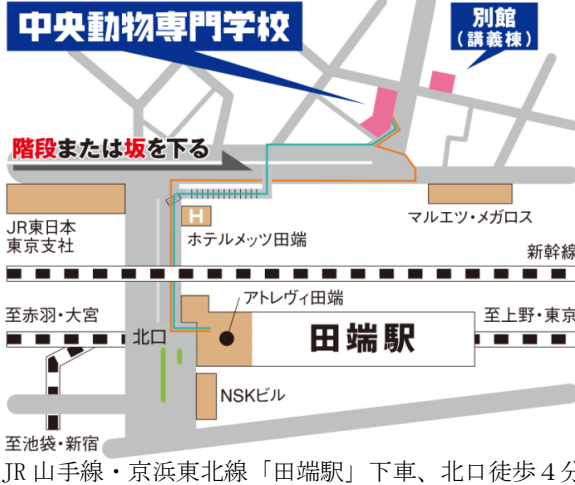 中央動物専門学校
別館
(講義棟)
階段または坂を下る
JR東日本
東京支社
H
ホテルメッツ田端
マルエツ・メガロス
新幹線
アトレヴィ田端
至赤羽・大宮
至上野・東京
北口
田端駅
NSKビル
至池袋・新宿
JR山手線・京浜東北線「田端駅」下車、北口徒歩4分